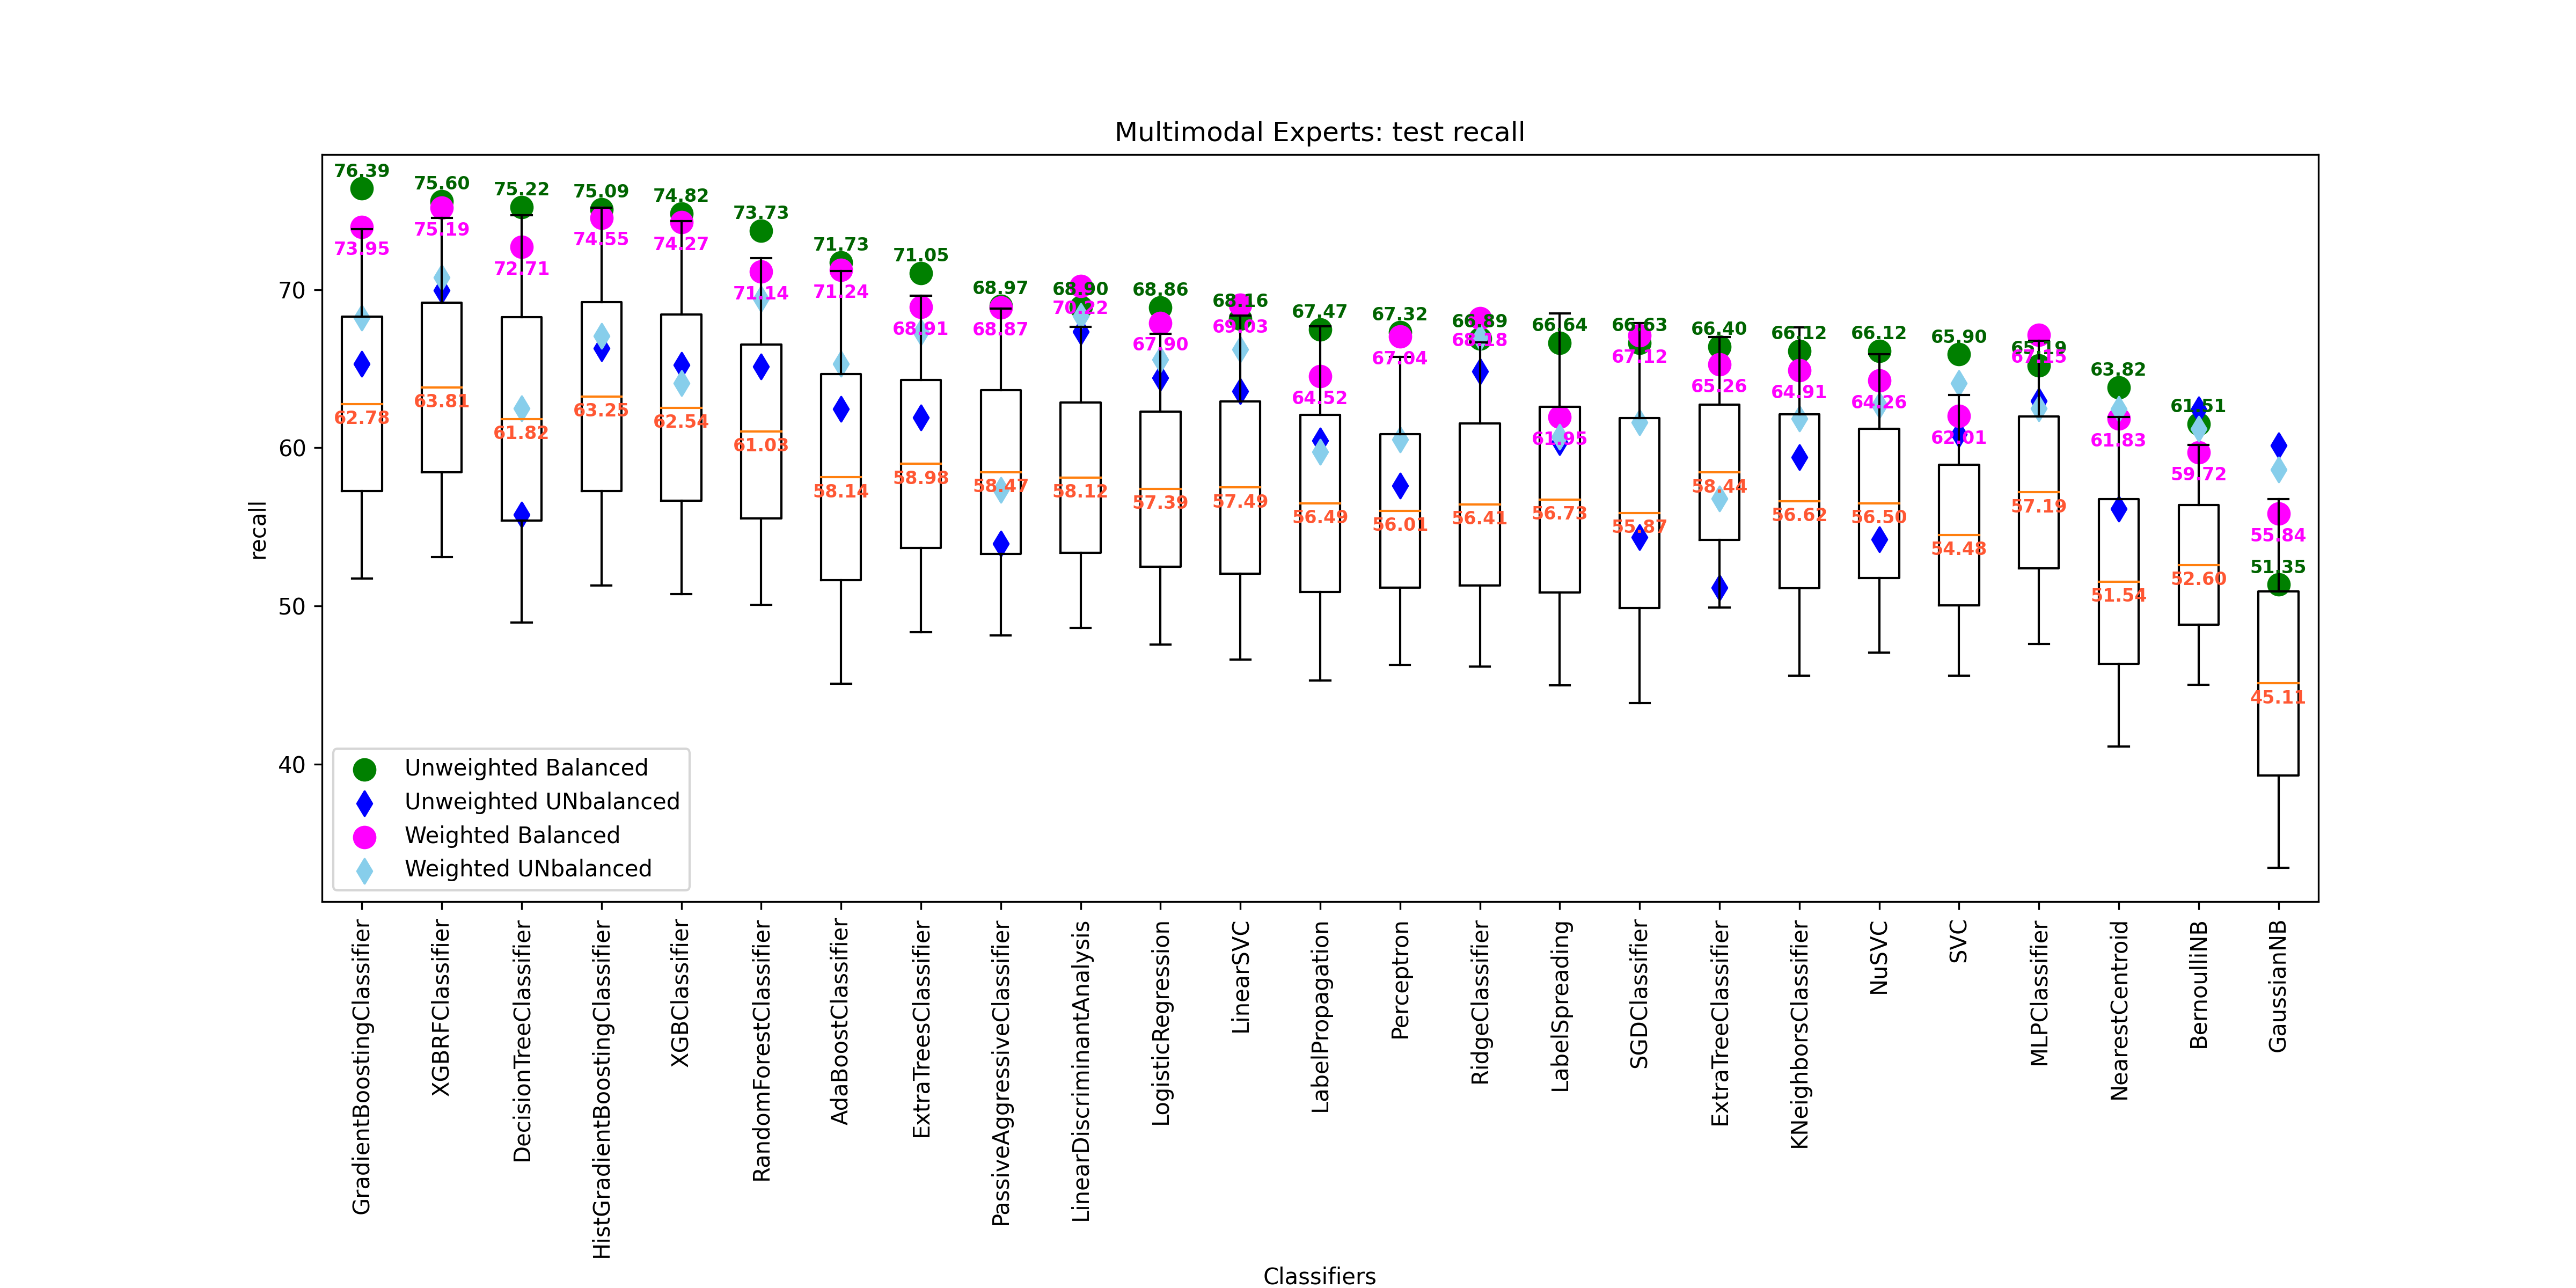 Multimodal Experts: test recall
76.39 75.60 75.22 75.09 74.82 73.73 71.73 71.05 68.97 68.90 68.86 68.16 67.47 67.32 66.89 66.64 66.63 66.40 66.12 66.12 65.90 65.19 63.82 61.51 51.35
73.95 75.19 72.71 74.55 74.27 71.14 71.24 68.91 68.87 70.22 67.90 69.03 64.52 67.04 68.18 61.95 67.12 65.26 64.91 64.26 62.01 67.15 61.83 59.72 55.84
62.78 63.81 61.82 63.25 62.54 61.03 58.14 58.98 58.47 58.12 57.39 57.49 56.49 56.01 56.41 56.73 55.87 58.44 56.62 56.50 54.48 57.19 51.54 52.60 45.11
70
60
50
40
recall
Unweighted Balanced
Unweighted UNbalanced
Weighted Balanced
Weighted UNbalanced
GradientBoostingClassifier
XGBRFClassifier
DecisionTreeClassifier
HistGradientBoostingClassifier
XGBClassifier
RandomForestClassifier
AdaBoostClassifier
ExtraTreesClassifier
PassiveAggressiveClassifier
LinearDiscriminantAnalysis
LogisticRegression
LinearSVC
LabelPropagation
Perceptron
RidgeClassifier
LabelSpreading
SGDClassifier
ExtraTreeClassifier
KNeighborsClassifier
NuSVC
SVC
MLPClassifier
NearestCentroid
BernoulliNB
GaussianNB
Classifiers